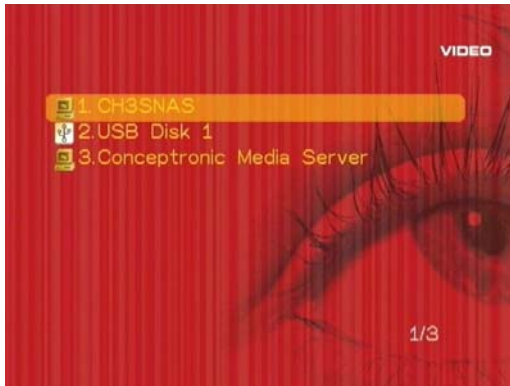 VIDEO
1. CH3SNAS
2.USB Disk 1
3.Conceptronic Media Server
1/3